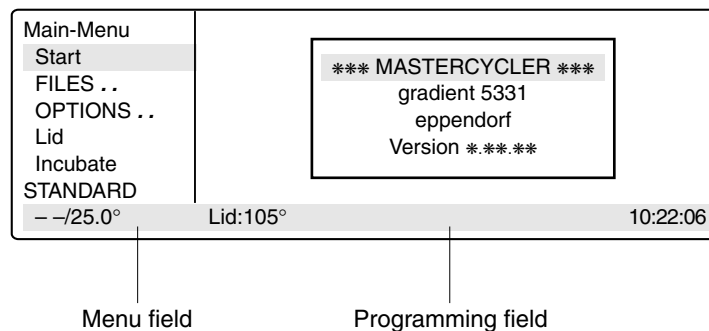 Main-Menu
Start
FILES . .
OPTIONS . .
Lid
Incubate
STANDARD
*** MASTERCYCLER ***
gradient 5331
eppendorf
Version *.**.**
– –/25.0° Lid:105° 10:22:06
Menu field Programming field